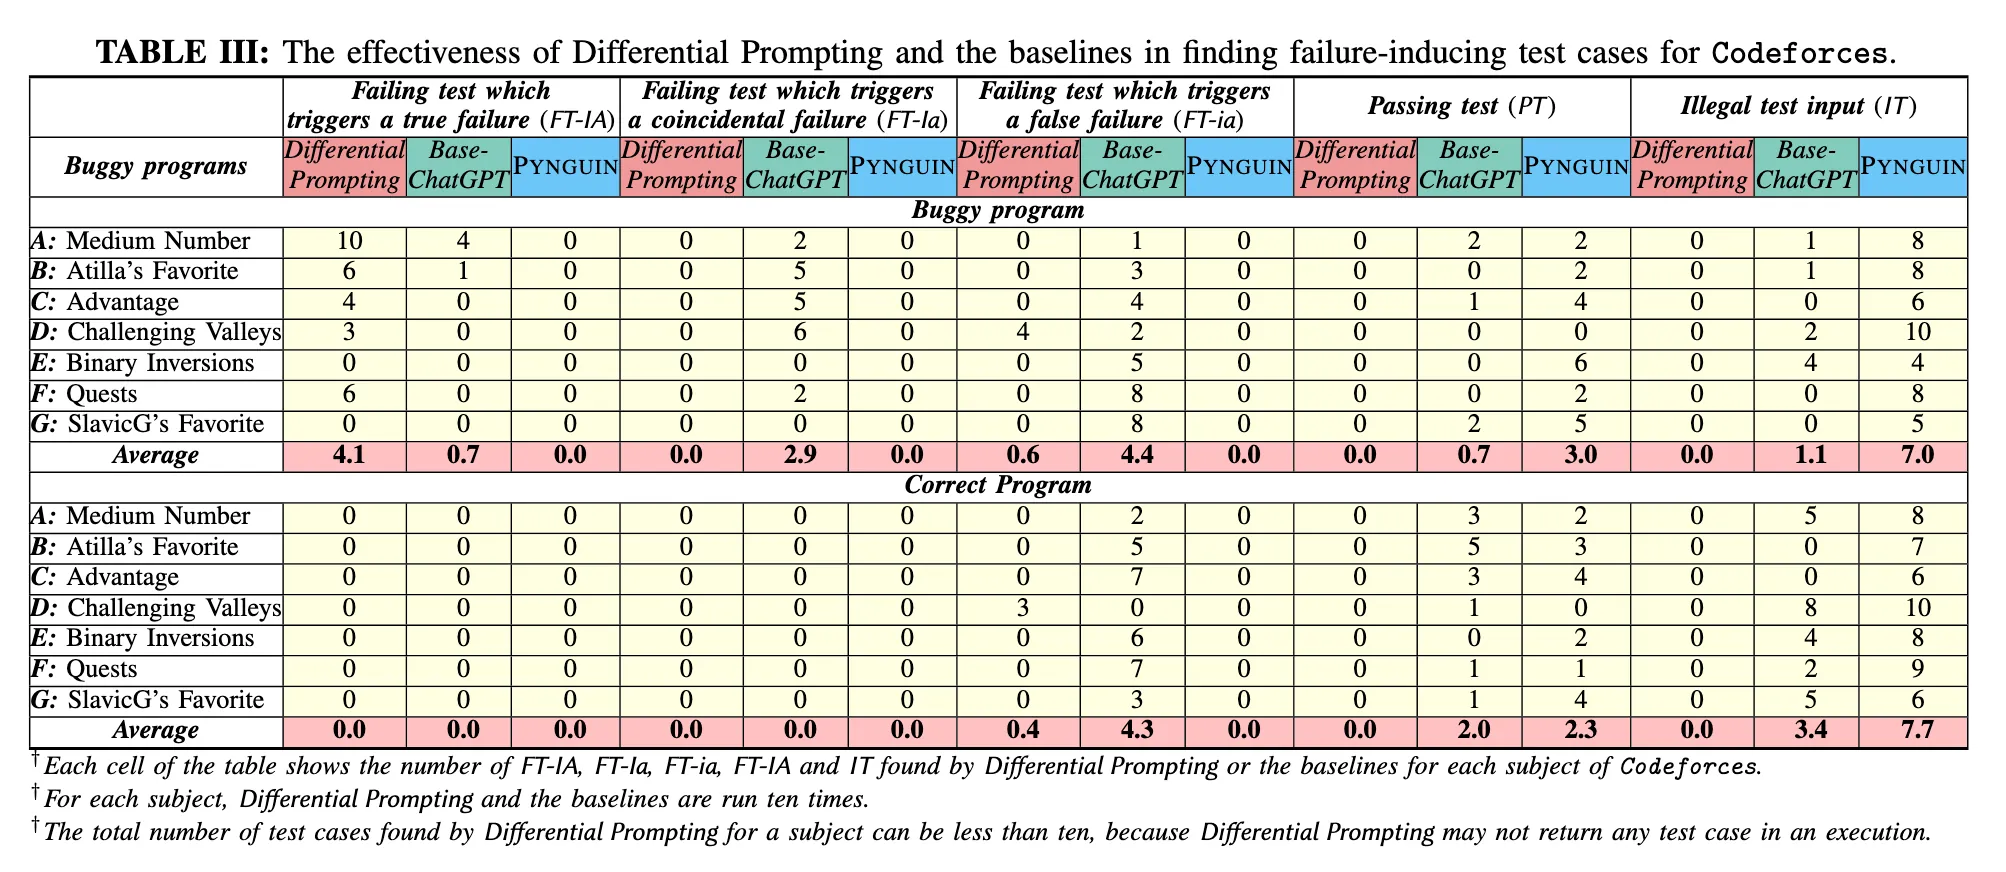 TABLE III: The effectiveness of Differential Prompting and the baselines in finding failure-inducing test cases for Codeforces.
Failing test which triggers a true failure (FT-IA) Failing test which triggers a coincidental failure (FT-Ia) Failing test which triggers a false failure (FT-ia) Passing test (PT) Illegal test input (IT)
Buggy programs Differential Prompting Base-ChatGPT PYNGUIN Differential Prompting Base-ChatGPT PYNGUIN Differential Prompting Base-ChatGPT PYNGUIN Differential Prompting Base-ChatGPT PYNGUIN Differential Prompting Base-ChatGPT PYNGUIN
Buggy program
A: Medium Number 10 4 0 0 2 0 0 1 0 0 2 2 0 1 8
B: Atilla's Favorite 6 1 0 0 5 0 0 3 0 0 0 2 0 1 8
C: Advantage 4 0 0 0 5 0 0 4 0 0 1 4 0 0 6
D: Challenging Valleys 3 0 0 0 6 0 4 2 0 0 0 0 0 2 10
E: Binary Inversions 0 0 0 0 0 0 0 5 0 0 0 6 0 4 4
F: Quests 6 0 0 0 2 0 0 8 0 0 0 2 0 0 8
G: SlavicG's Favorite 0 0 0 0 0 0 0 8 0 0 2 5 0 0 5
Average 4.1 0.7 0.0 0.0 2.9 0.0 0.6 4.4 0.0 0.0 0.7 3.0 0.0 1.1 7.0
Correct Program
A: Medium Number 0 0 0 0 0 0 0 2 0 0 3 2 0 5 8
B: Atilla's Favorite 0 0 0 0 0 0 0 5 0 0 5 3 0 0 7
C: Advantage 0 0 0 0 0 0 0 7 0 0 3 4 0 0 6
D: Challenging Valleys 0 0 0 0 0 0 3 0 0 0 1 0 0 8 10
E: Binary Inversions 0 0 0 0 0 0 0 6 0 0 0 2 0 4 8
F: Quests 0 0 0 0 0 0 0 7 0 0 1 1 0 2 9
G: SlavicG's Favorite 0 0 0 0 0 0 0 3 0 0 1 4 0 5 6
Average 0.0 0.0 0.0 0.0 0.0 0.0 0.4 4.3 0.0 0.0 2.0 2.3 0.0 3.4 7.7
†Each cell of the table shows the number of FT-IA, FT-Ia, FT-ia, FT-IA and IT found by Differential Prompting or the baselines for each subject of Codeforces.
†For each subject, Differential Prompting and the baselines are run ten times.
†The total number of test cases found by Differential Prompting for a subject can be less than ten, because Differential Prompting may not return any test case in an execution.